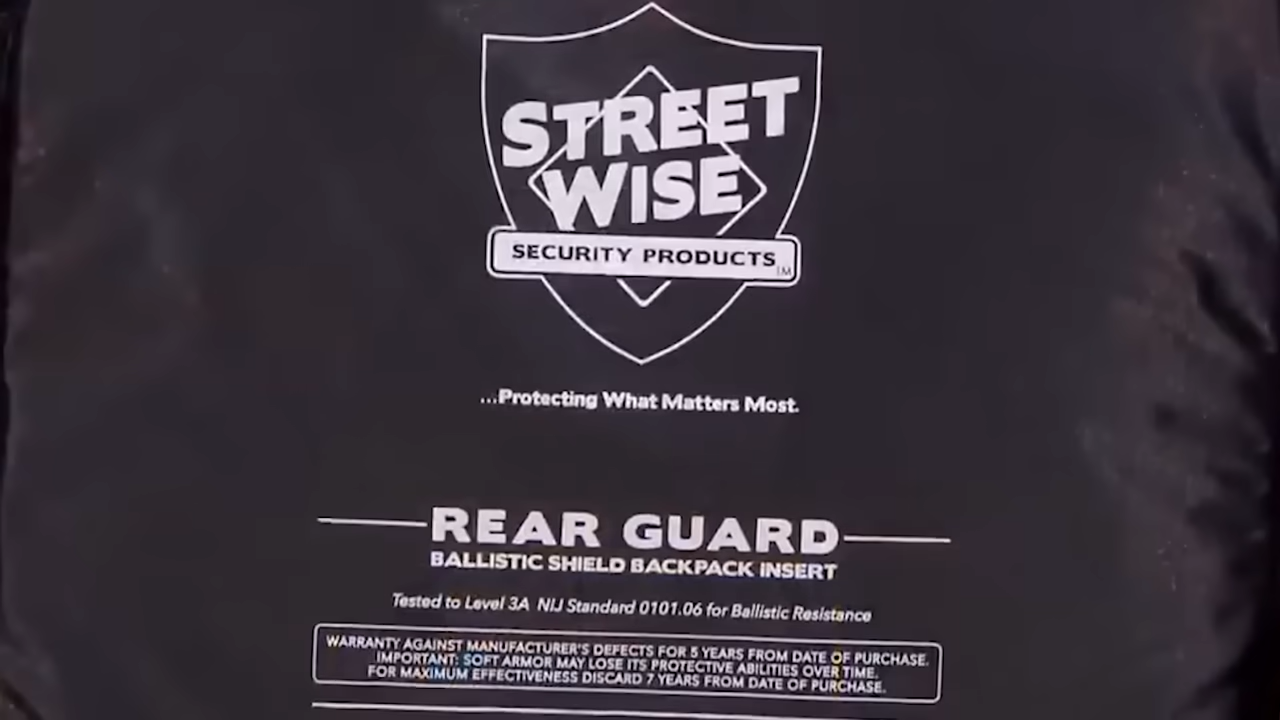 STREET
WISE
SECURITY PRODUCTS TM
...Protecting What Matters Most.
REAR GUARD
BALLISTIC SHIELD BACKPACK INSERT
Tested to Level 3A NIJ Standard 0101.06 for Ballistic Resistance
WARRANTY AGAINST MANUFACTURER'S DEFECTS FOR 5 YEARS FROM DATE OF PURCHASE.
IMPORTANT: SOFT ARMOR MAY LOSE ITS PROTECTIVE ABILITIES OVER TIME.
FOR MAXIMUM EFFECTIVENESS DISCARD 7 YEARS FROM DATE OF PURCHASE.